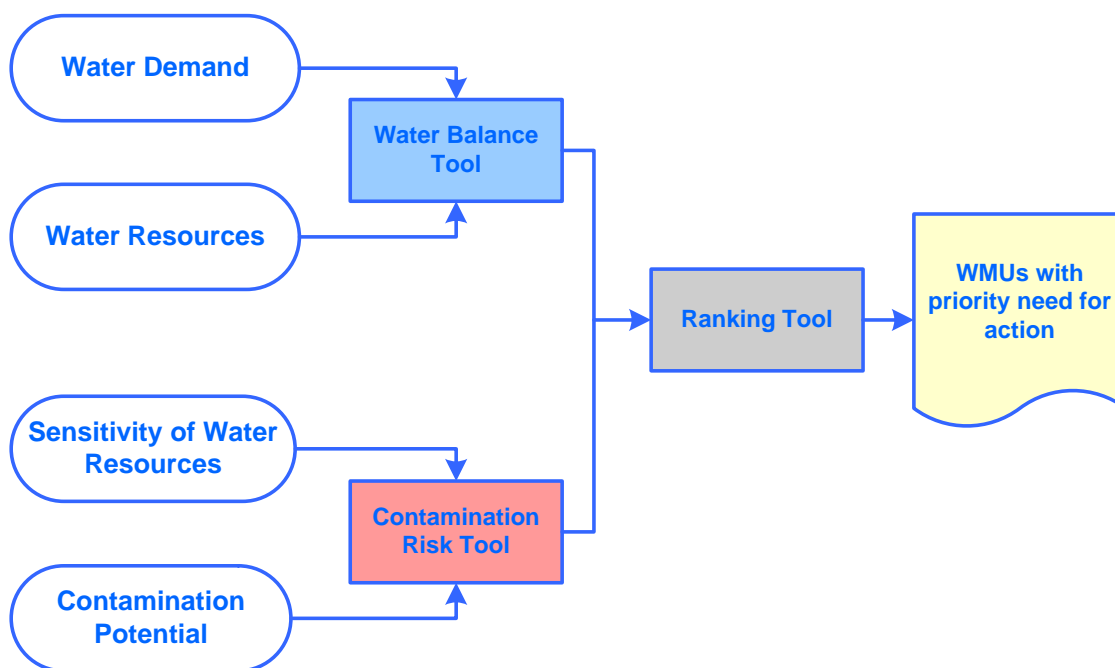 Water Demand
Water Balance
Tool
Water Resources
WMUs with
priority need for
action
Ranking Tool
Sensitivity of Water
Resources
Contamination
Risk Tool
Contamination
Potential